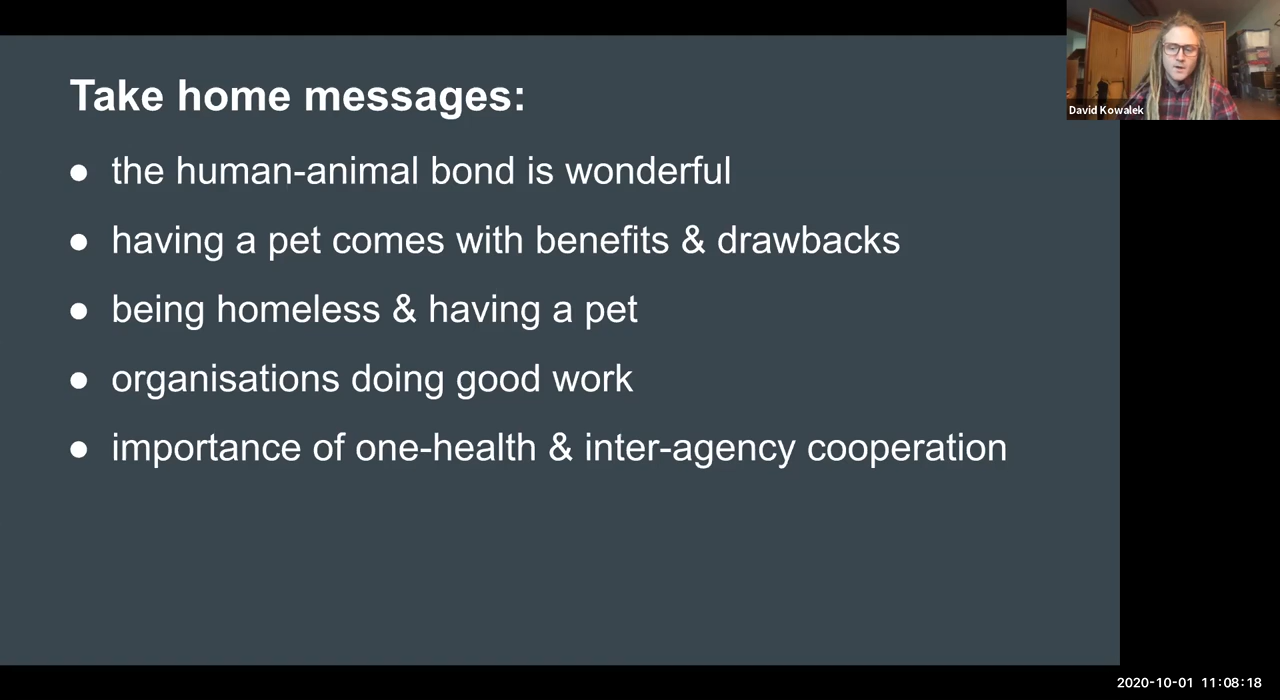 Take home messages:
● the human-animal bond is wonderful
● having a pet comes with benefits & drawbacks
● being homeless & having a pet
● organisations doing good work
● importance of one-health & inter-agency cooperation
David Kowalek
2020-10-01 11:08:18